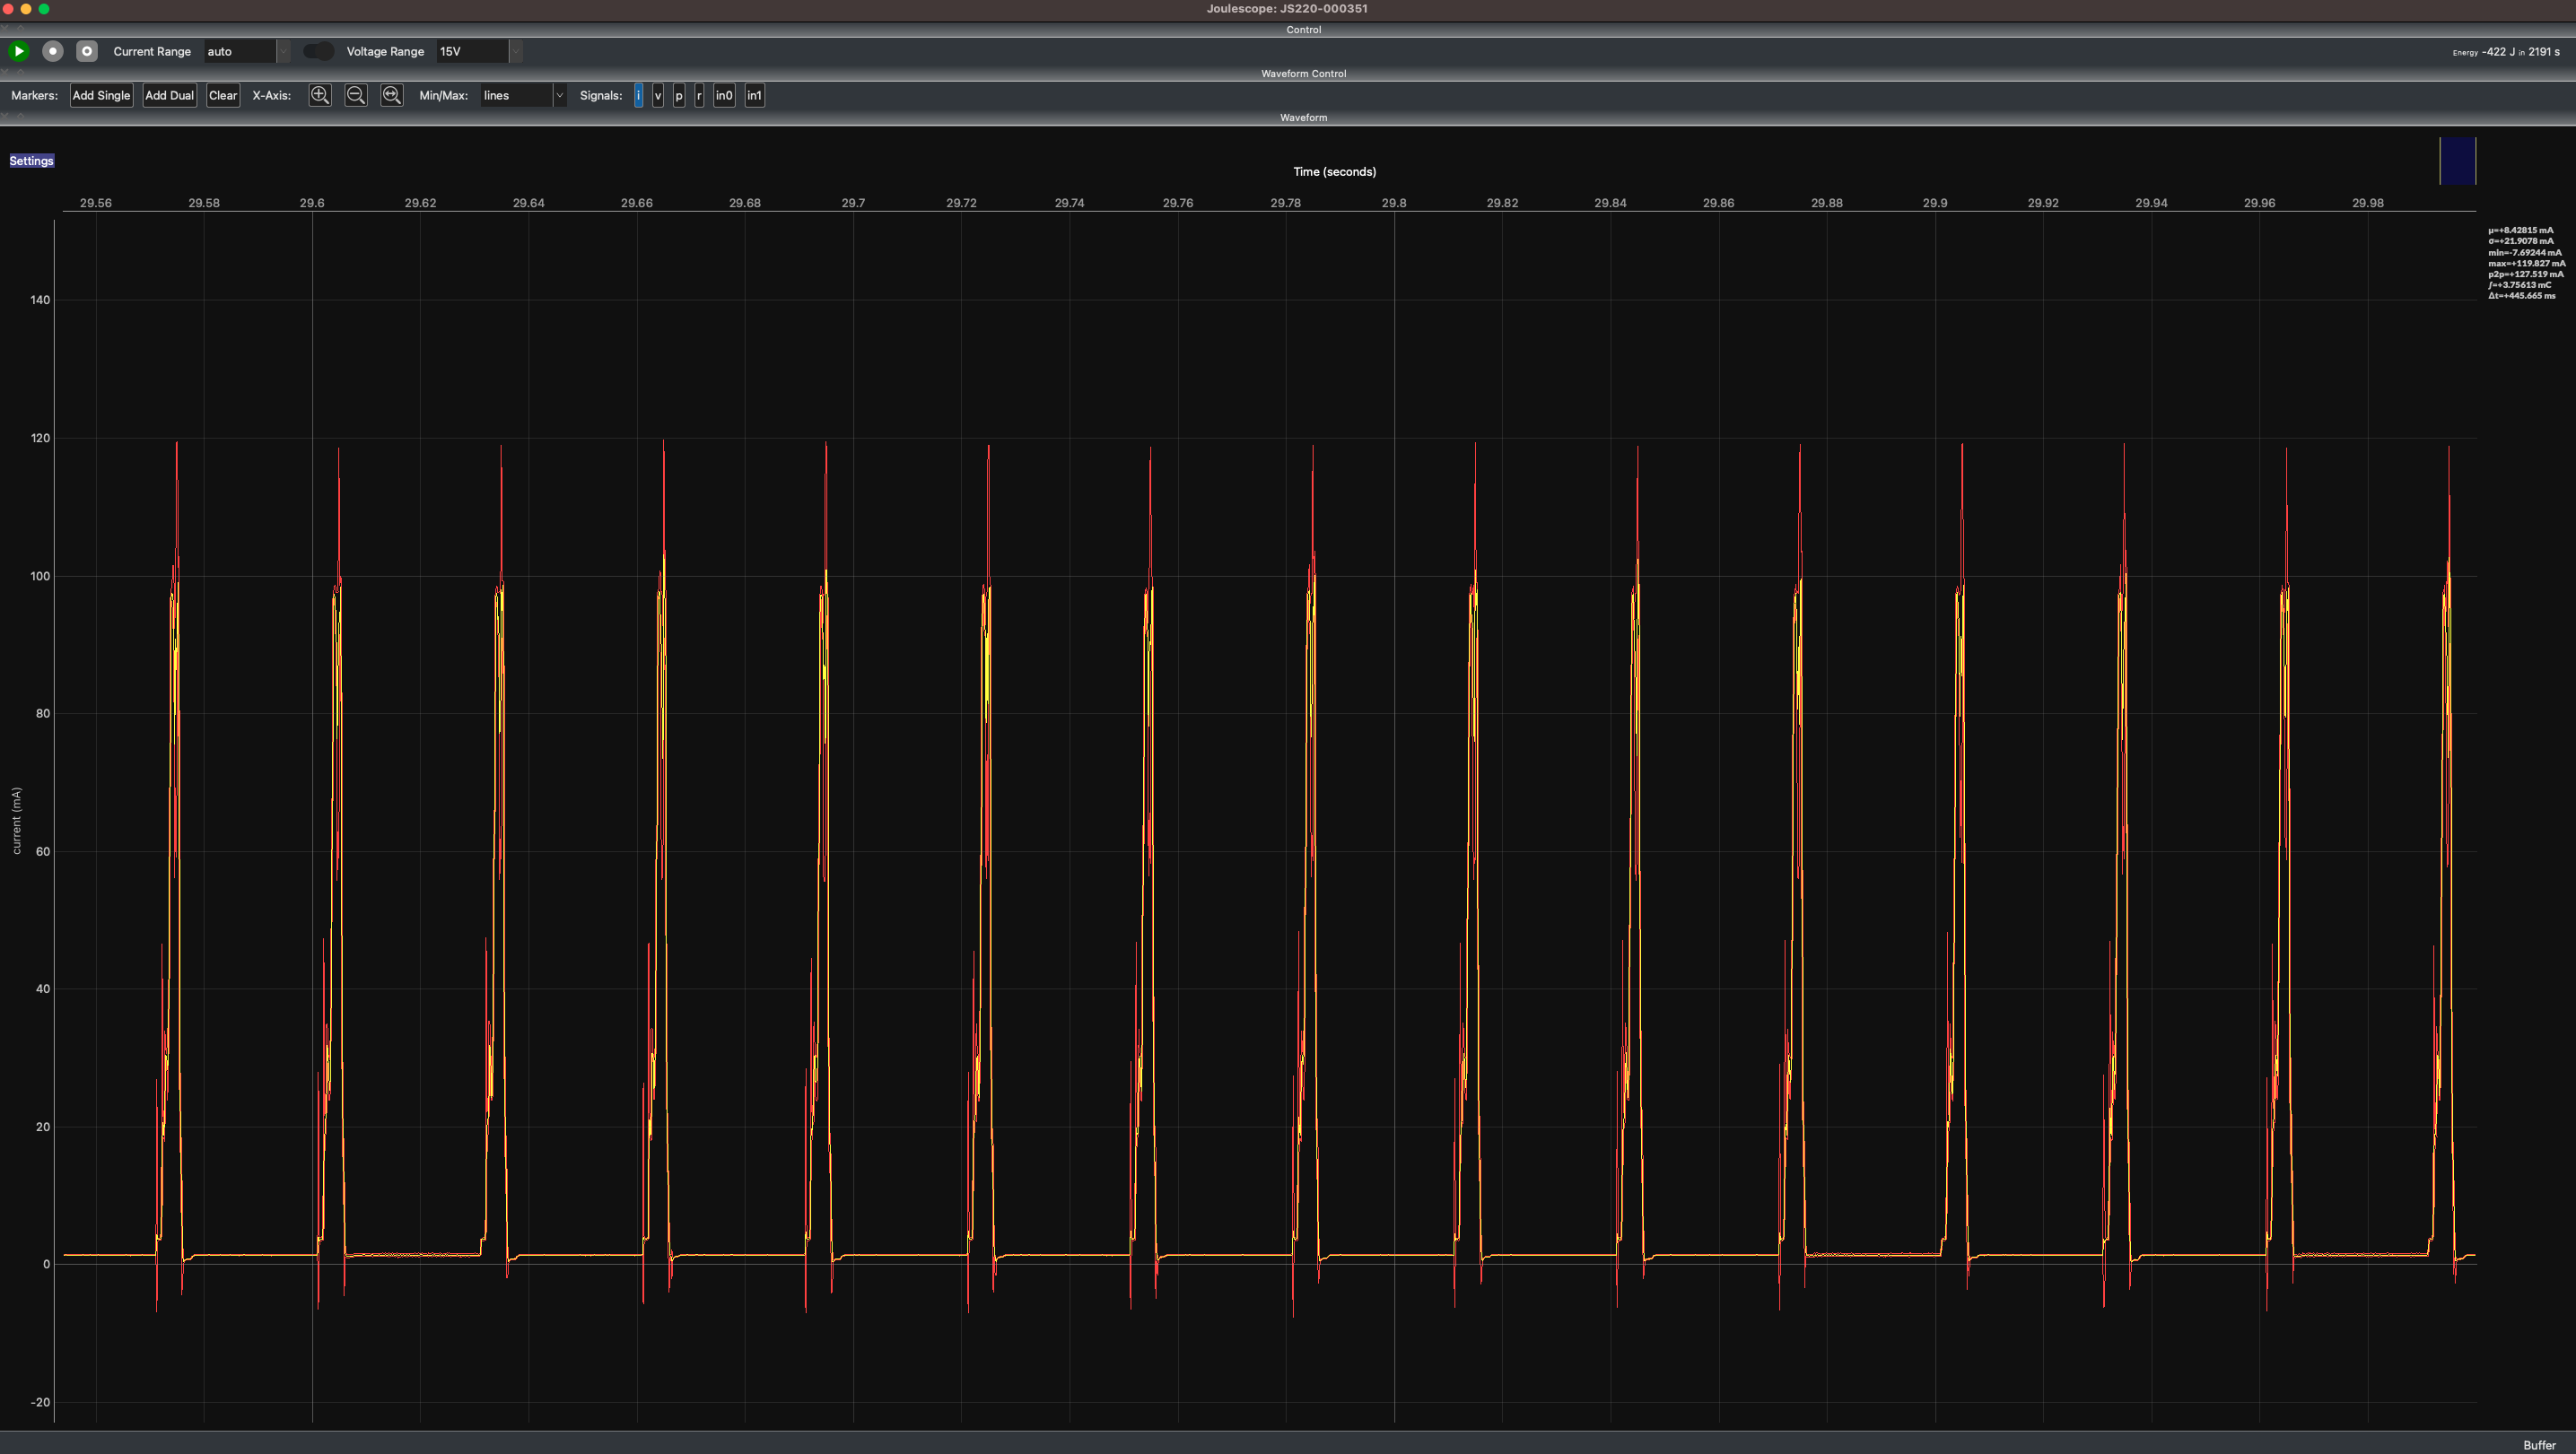 Joulescope: JS220-000351
Control
Current Range auto Voltage Range 15V Energy -422 J in 2191 s
Waveform Control
Markers: Add Single Add Dual Clear X-Axis: Min/Max: lines Signals: i v p r in0 in1
Waveform
Settings
Time (seconds)
29.56 29.58 29.6 29.62 29.64 29.66 29.68 29.7 29.72 29.74 29.76 29.78 29.8 29.82 29.84 29.86 29.88 29.9 29.92 29.94 29.96 29.98
µ=+8.42815 mA
σ=+21.9078 mA
min=-7.69244 mA
max=+119.827 mA
p2p=+127.519 mA
∫=+3.75613 mC
Δt=+445.665 ms
140
120
100
80
60
40
20
0
-20
current (mA)
Buffer